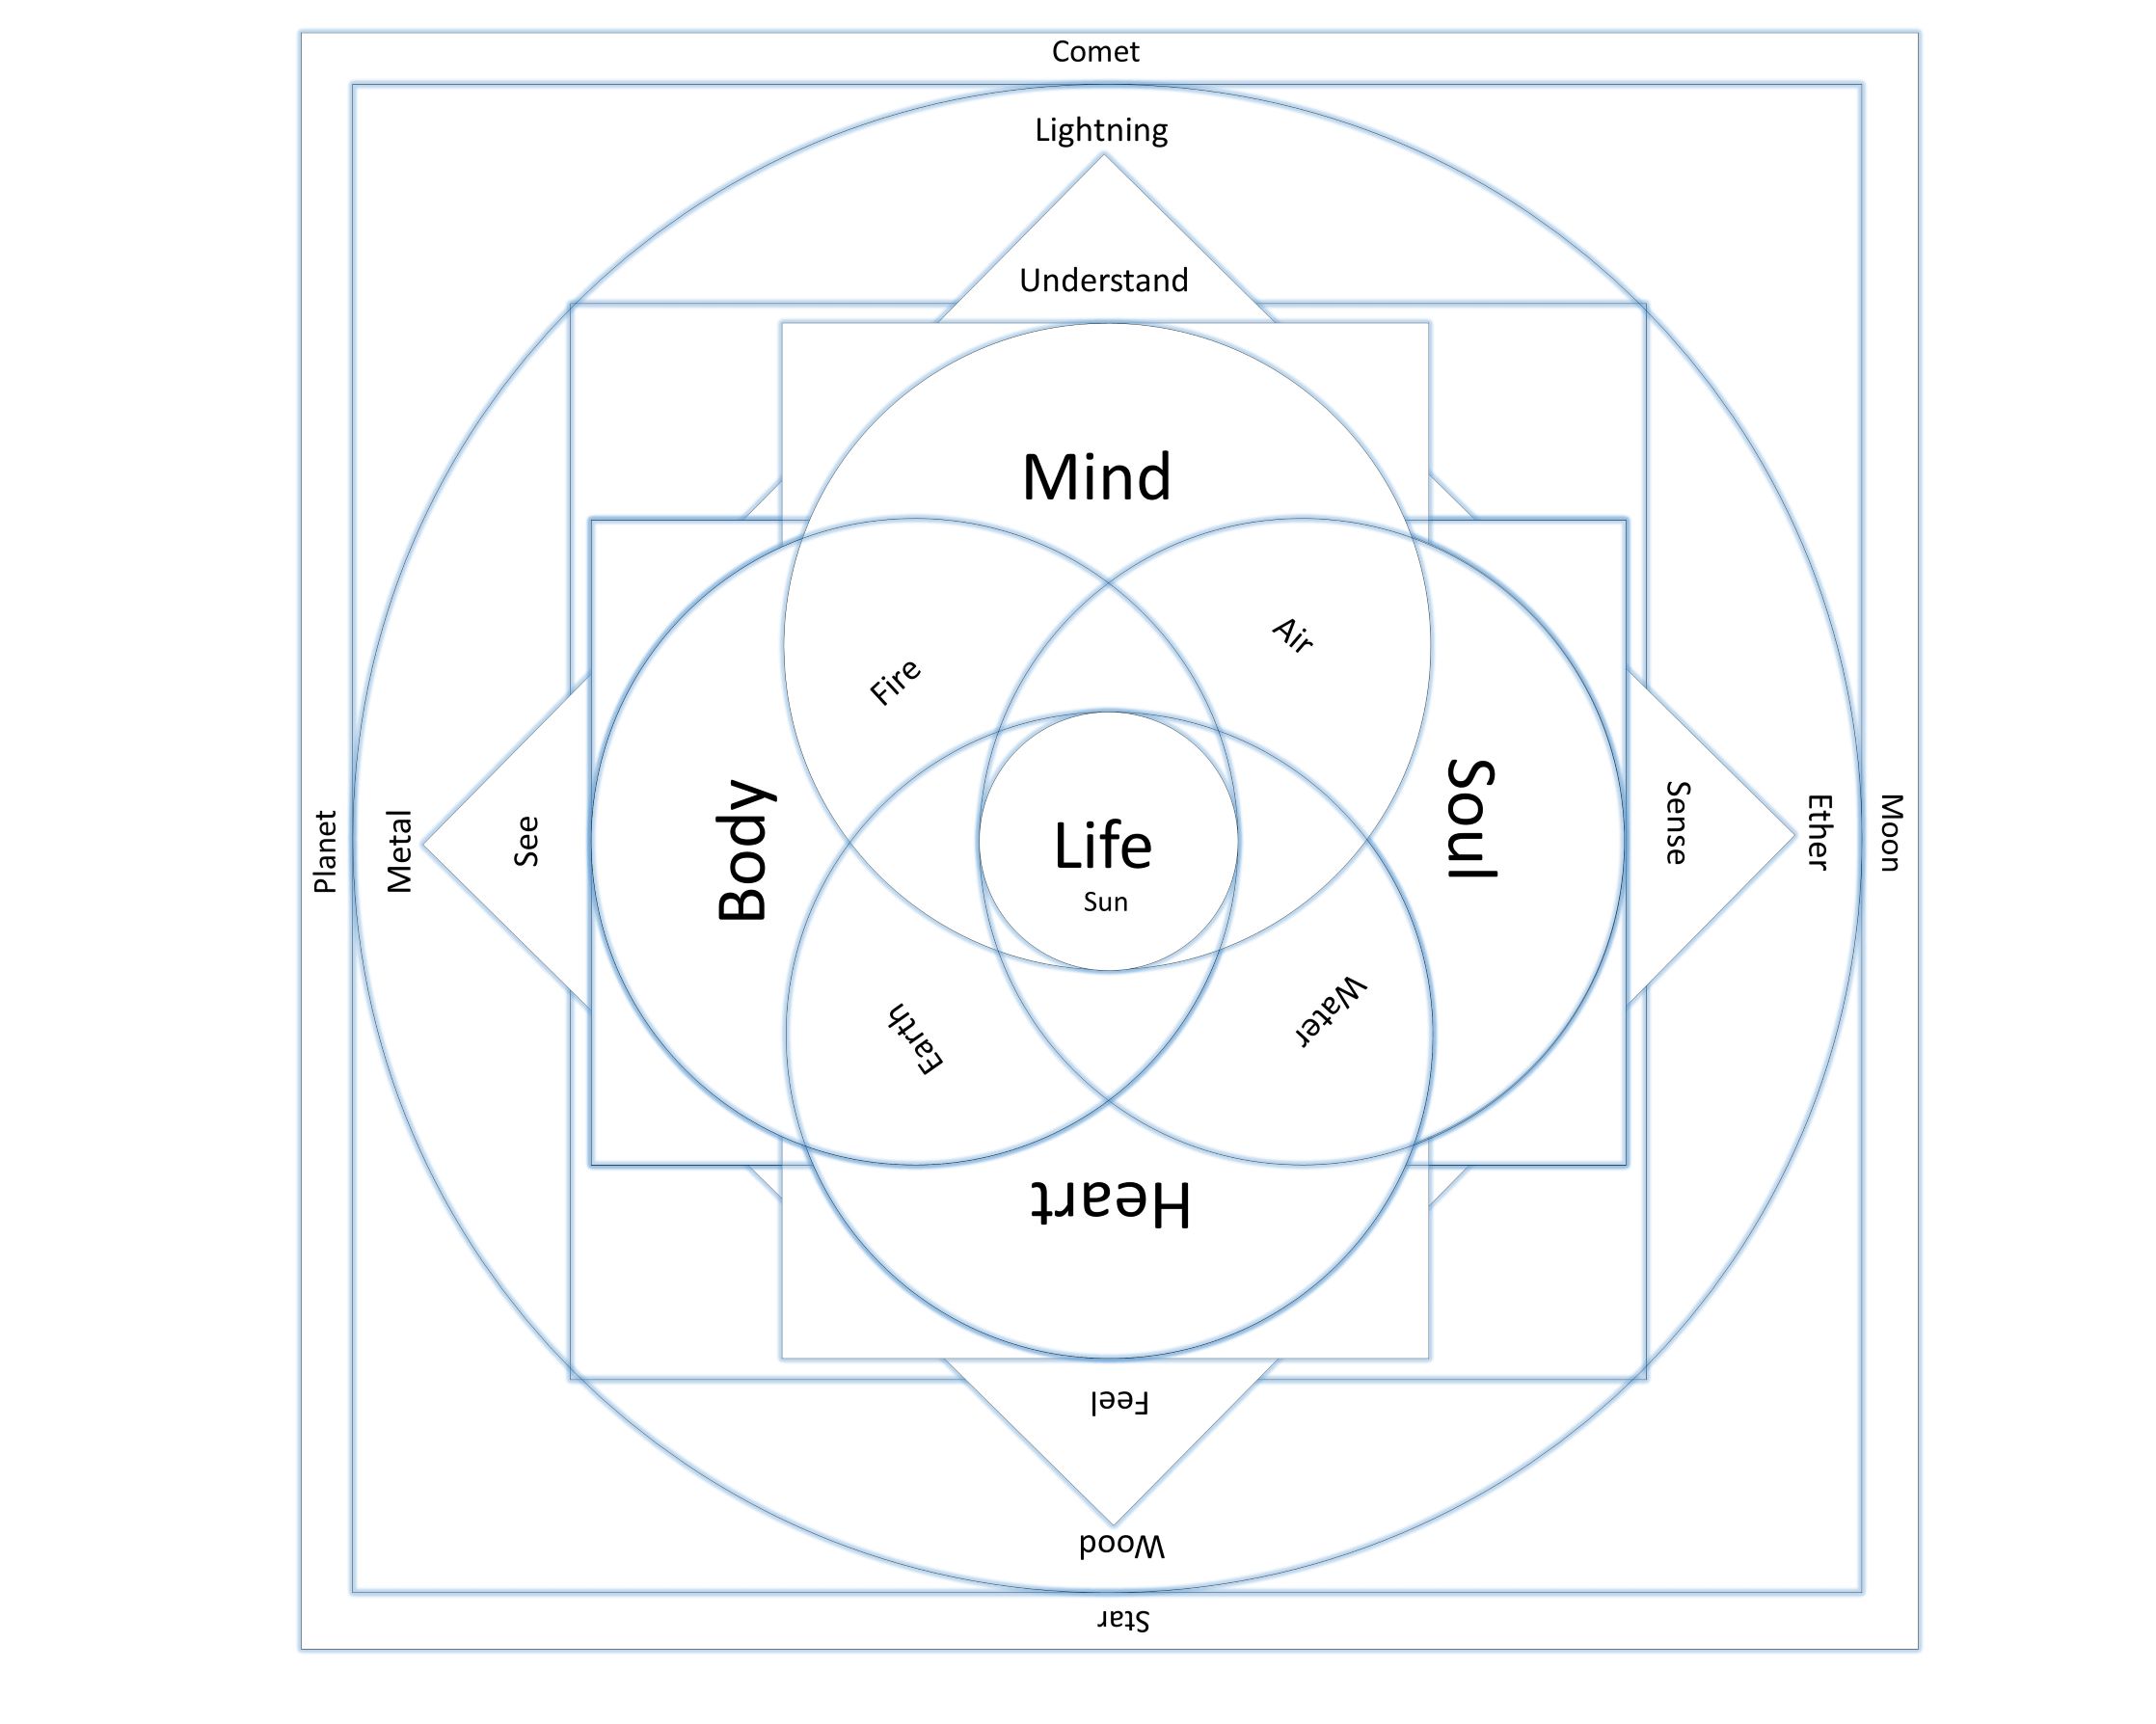 Comet
Lightning
Understand
Mind
Air
Fire
Planet
Metal
See
Body
Life
Sun
Soul
Sense
Ether
Moon
Earth
Water
Heart
Feel
Wood
Star